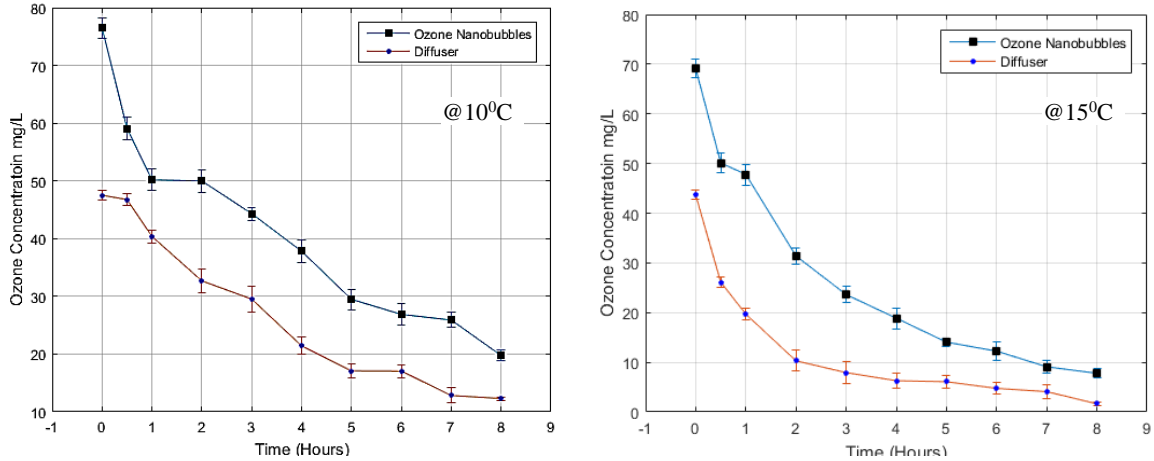 80
70
60
50
40
30
20
10
Ozone Concentratoin mg/L
Ozone Nanobubbles
Diffuser
@10⁰C
-1 0 1 2 3 4 5 6 7 8 9
Time (Hours)
80
70
60
50
40
30
20
10
0
Ozone Concentratoin mg/L
Ozone Nanobubbles
Diffuser
@15⁰C
-1 0 1 2 3 4 5 6 7 8 9
Time (Hours)